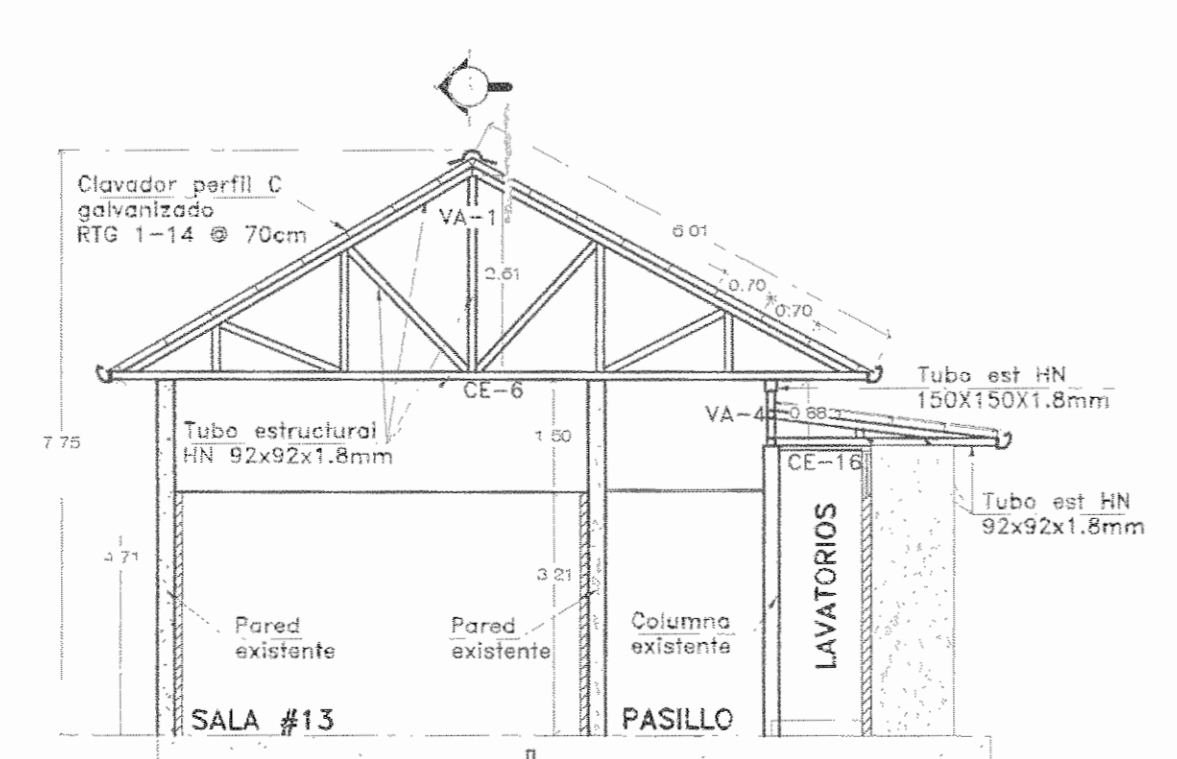 Clavador perfil C
galvanizado
RTG 1-14 @ 70cm
VA-1
6.01
2.61
0.70
0.70
CE-6
Tubo est HN
150X150X1.8mm
VA-4
0.88
7.75
Tubo estructural
HN 92x92x1.8mm
1.50
CE-16
Tubo est HN
92x92x1.8mm
4.71
3.21
LAVATORIOS
Pared
existente
Pared
existente
Columna
existente
SALA #13
PASILLO